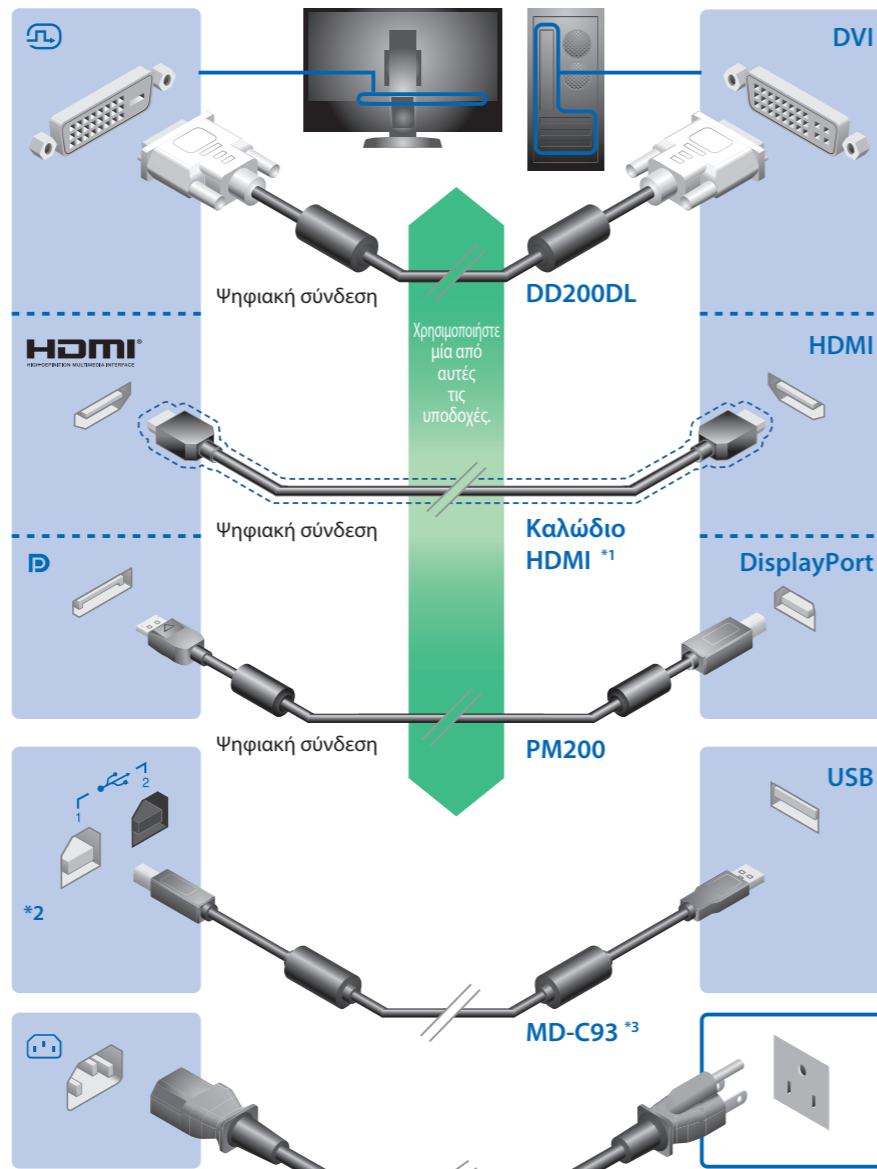 DVI
Ψηφιακή σύνδεση
DD200DL
Χρησιμοποιήστε
μία από
αυτές
τις
υποδοχές.
HDMI®
HIGH-DEFINITION MULTIMEDIA INTERFACE
HDMI
Ψηφιακή σύνδεση
Καλώδιο
HDMI *1
DisplayPort
Ψηφιακή σύνδεση
PM200
USB
1
2
*2
MD-C93 *3